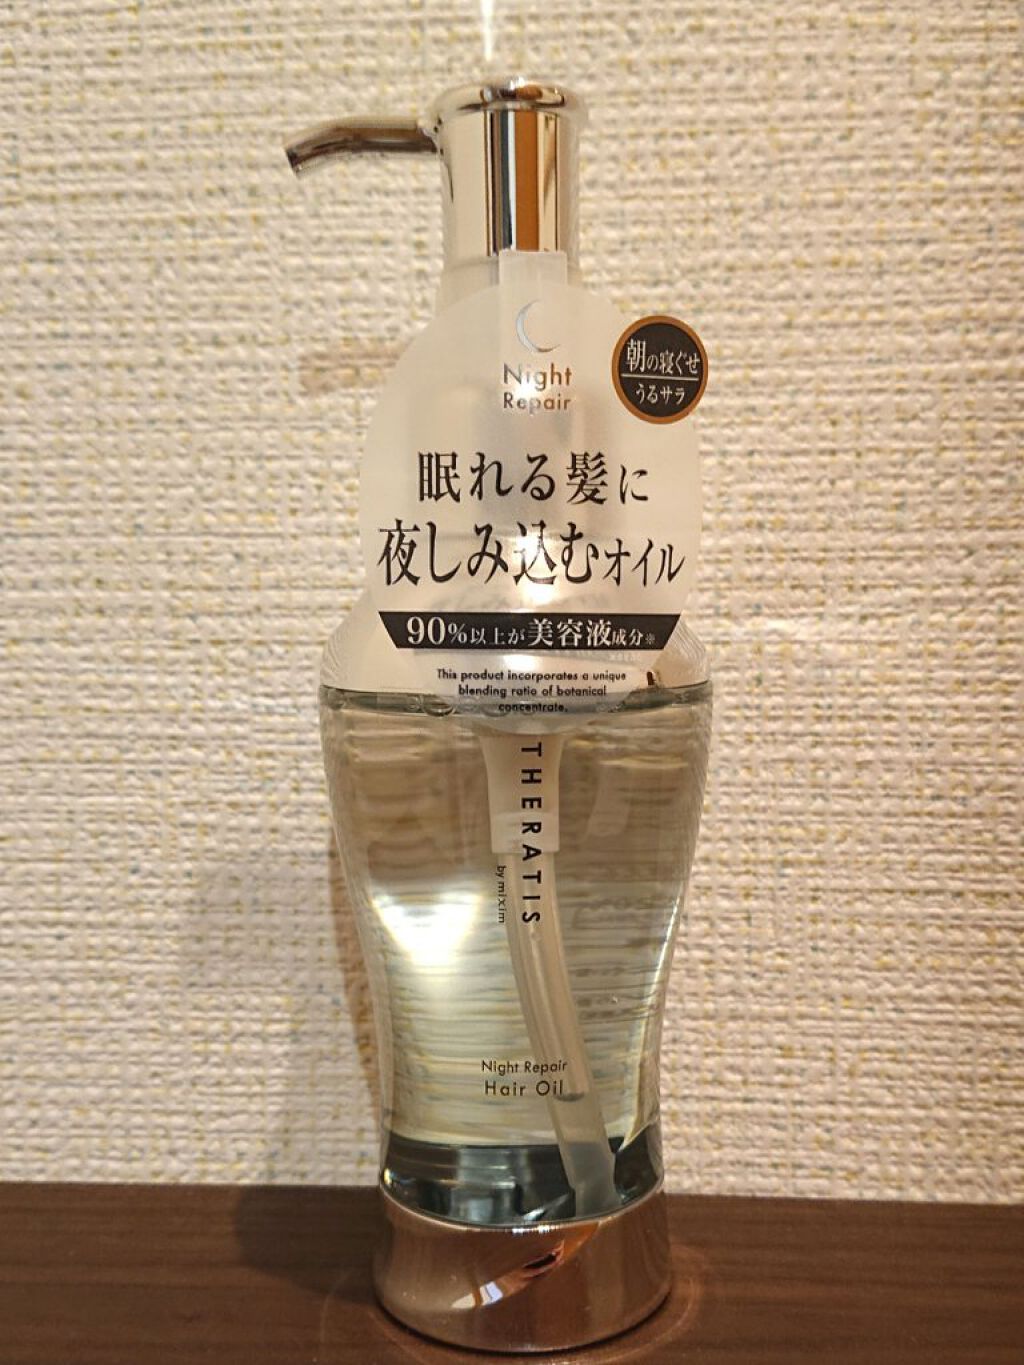 Night
Repair
朝の寝ぐせ
うるサラ
眠れる髪に
夜しみ込むオイル
90%以上が美容液成分※
This product incorporates a unique
blending ratio of botanical
concentrate.
THERATIS
by mixim
Night Repair
Hair Oil